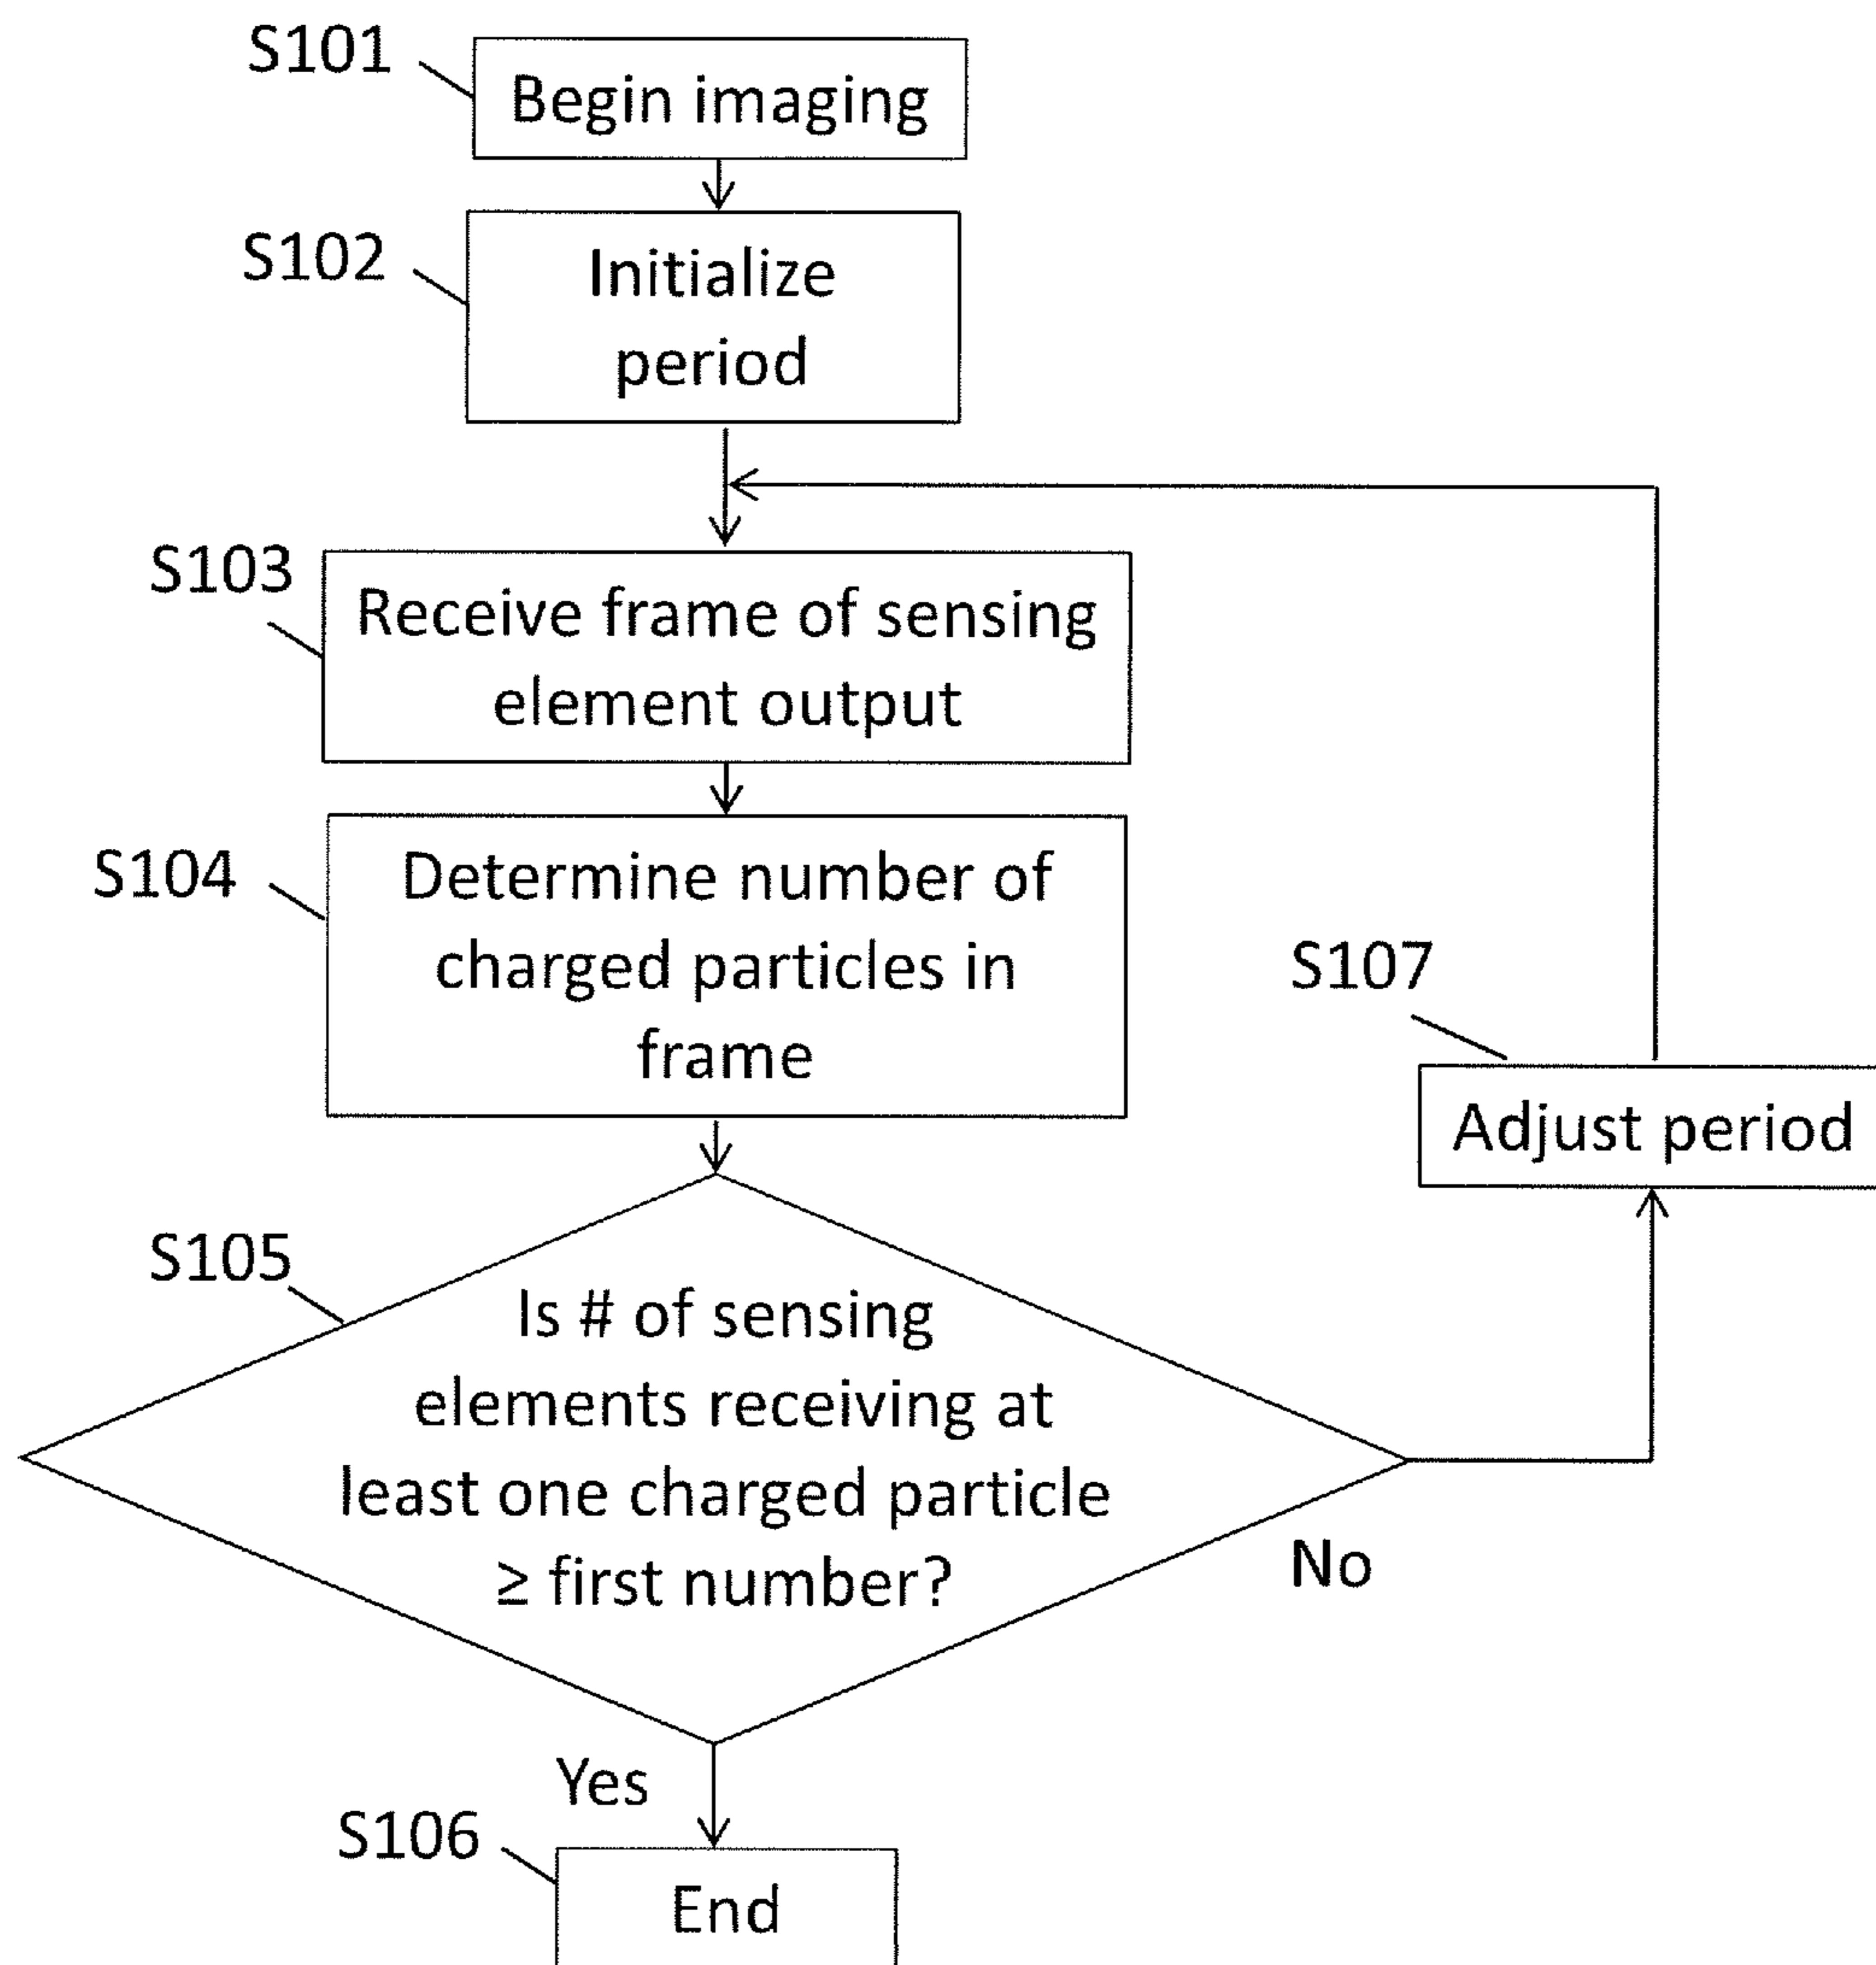 S101
Begin imaging
S102
Initialize
period
S103
Receive frame of sensing
element output
S104
Determine number of
charged particles in
frame
S107
Adjust period
S105
Is # of sensing
elements receiving at
least one charged particle
≥ first number?
No
Yes
S106
End